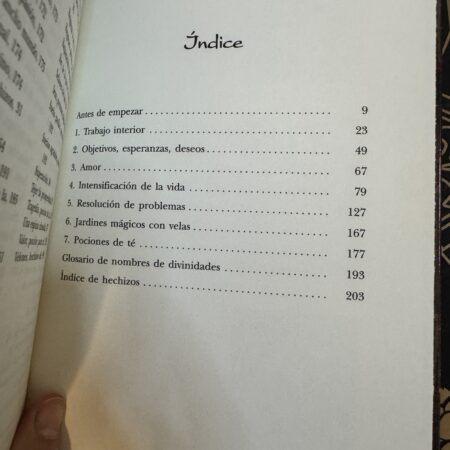 Índice
Antes de empezar 9
1. Trabajo interior 23
2. Objetivos, esperanzas, deseos 49
3. Amor 67
4. Intensificación de la vida 79
5. Resolución de problemas 127
6. Jardines mágicos con velas 167
7. Pociones de té 177
Glosario de nombres de divinidades 193
Índice de hechizos 203